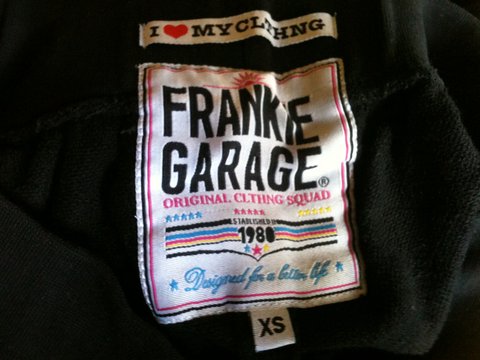 I ❤ MY CLTHNG
FRANKIE
GARAGE®
ORIGINAL CLTHNG SQUAD
ESTABLISHED IN
1980
Designed for a better life
XS